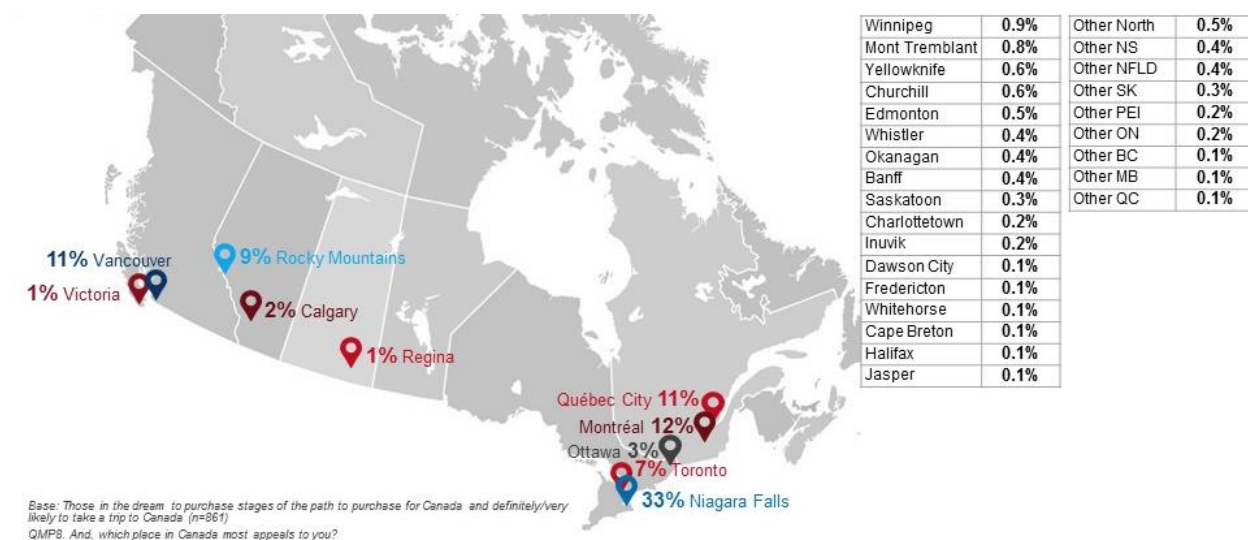 11% Vancouver
1% Victoria
9% Rocky Mountains
2% Calgary
1% Regina
Québec City 11%
Montréal 12%
Ottawa 3%
7% Toronto
33% Niagara Falls
Base: Those in the dream to purchase stages of the path to purchase for Canada and definitely/very
likely to take a trip to Canada (n=861)
QMP8. And, which place in Canada most appeals to you?
Winnipeg 0.9%
Mont Tremblant 0.8%
Yellowknife 0.6%
Churchill 0.6%
Edmonton 0.5%
Whistler 0.4%
Okanagan 0.4%
Banff 0.4%
Saskatoon 0.3%
Charlottetown 0.2%
Inuvik 0.2%
Dawson City 0.1%
Fredericton 0.1%
Whitehorse 0.1%
Cape Breton 0.1%
Halifax 0.1%
Jasper 0.1%
Other North 0.5%
Other NS 0.4%
Other NFLD 0.4%
Other SK 0.3%
Other PEI 0.2%
Other ON 0.2%
Other BC 0.1%
Other MB 0.1%
Other QC 0.1%